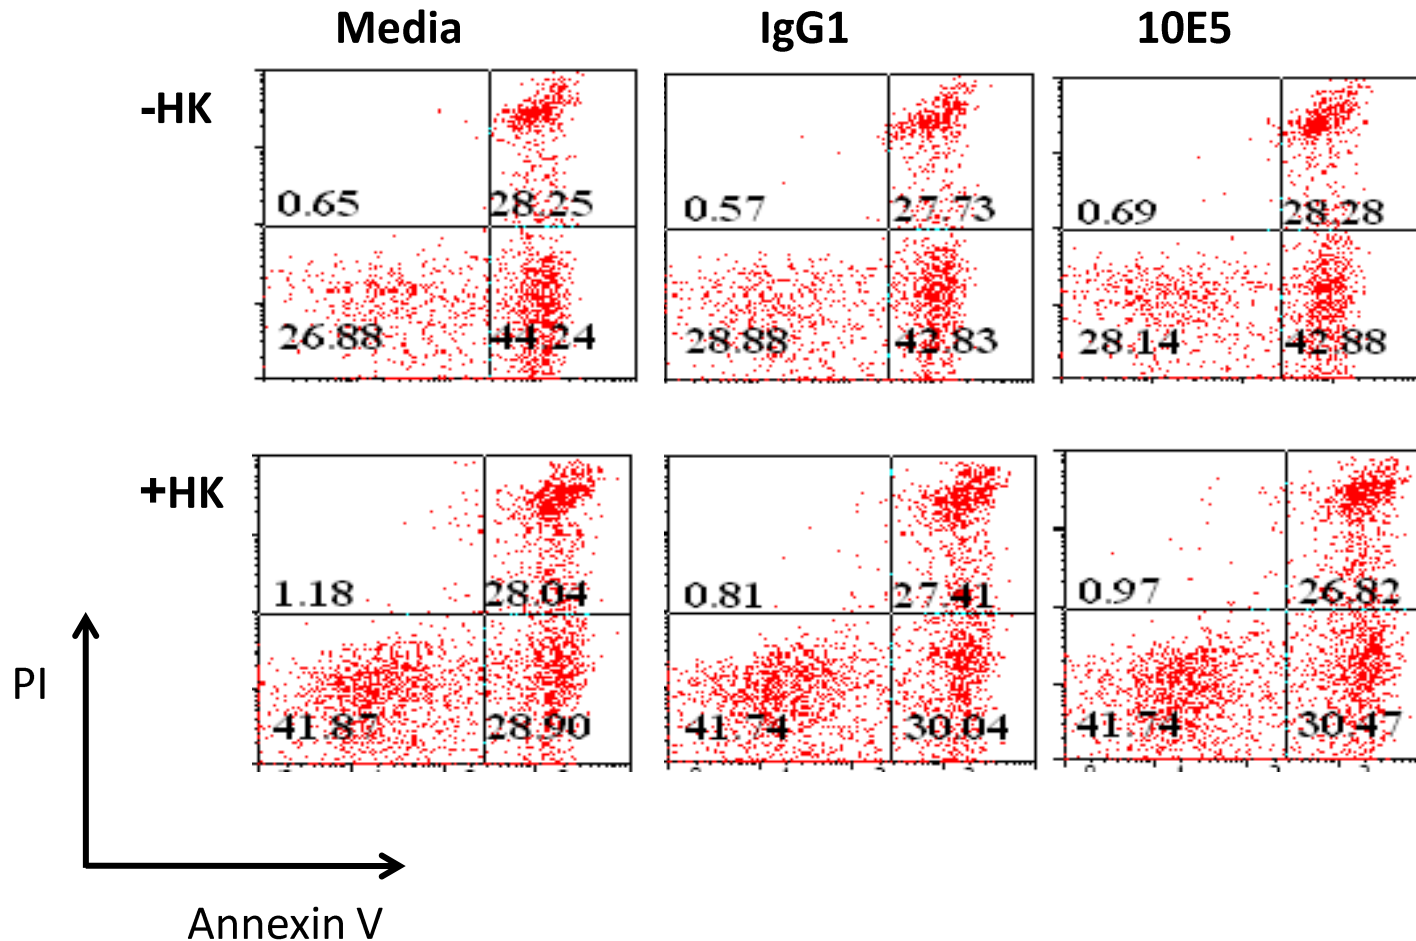 Media IgG1 10E5
-HK
0.65 28.25 0.57 27.73 0.69 28.28
26.88 44.24 28.88 42.83 28.14 42.88
+HK
1.18 28.04 0.81 27.41 0.97 26.82
PI
41.87 28.90 41.74 30.04 41.74 30.47
Annexin V